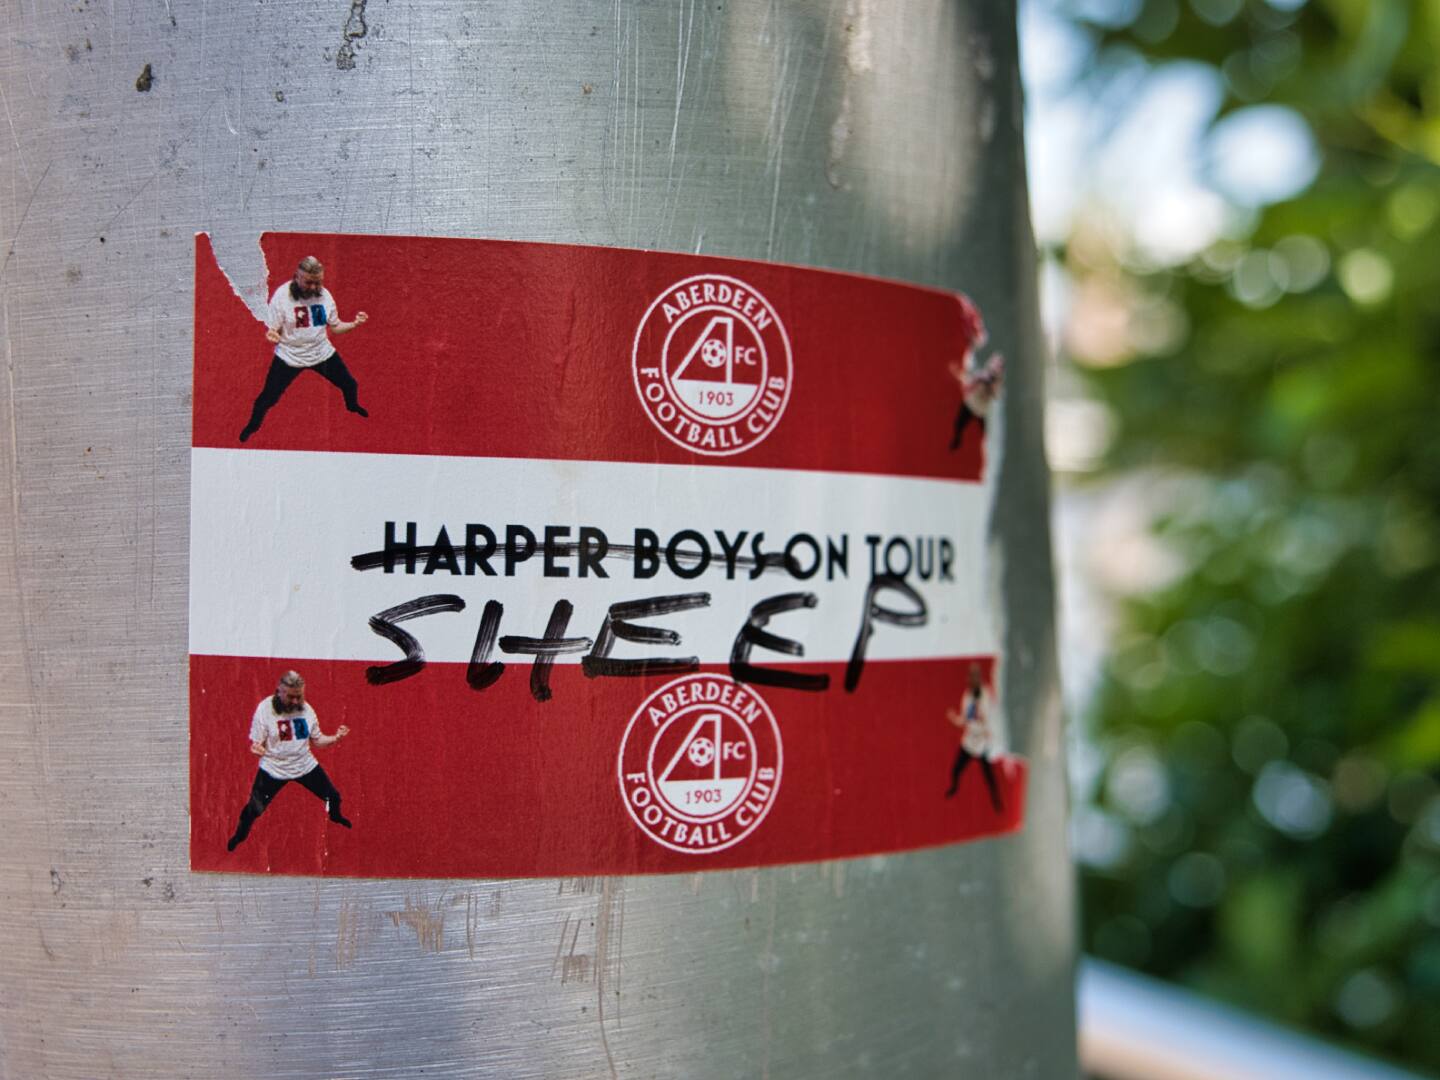 ABERDEEN
FC
1903
FOOTBALL CLUB
HARPER BOYS ON TOUR
SHEEP
ABERDEEN
FC
1903
FOOTBALL CLUB